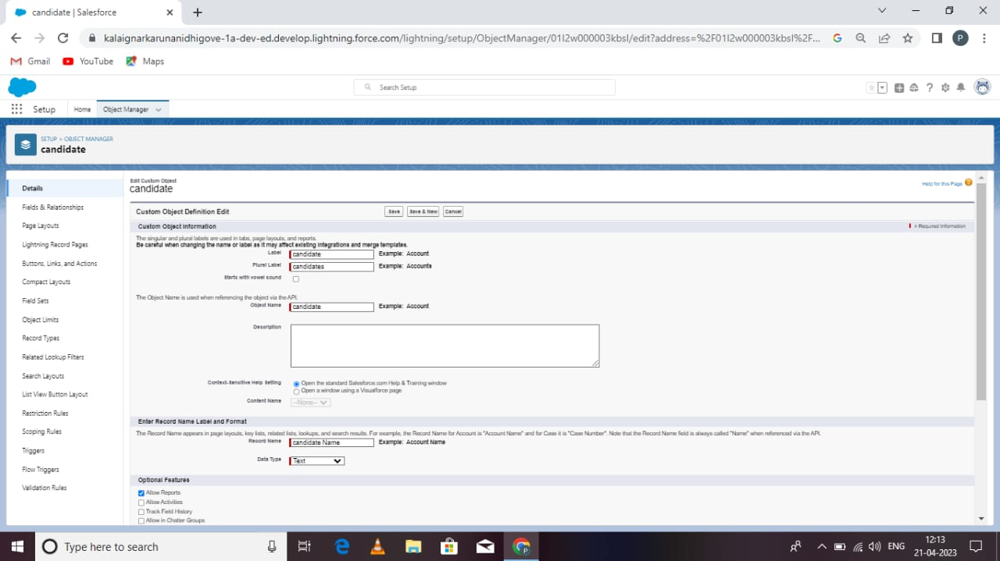 candidate | Salesforce
kalaignarkarunanidhigove-1a-dev-ed.develop.lightning.force.com/lightning/setup/ObjectManager/01I2w000003kbsl/edit?address=%2F01I2w000003kbsl%2F...
P
Gmail YouTube Maps
Search Setup
Setup Home Object Manager
SETUP > OBJECT MANAGER
candidate
Details
Fields & Relationships
Page Layouts
Lightning Record Pages
Buttons, Links, and Actions
Compact Layouts
Field Sets
Object Limits
Record Types
Related Lookup Filters
Search Layouts
List View Button Layout
Restriction Rules
Scoping Rules
Triggers
Flow Triggers
Validation Rules
Edit Custom Object
candidate
Help for this Page
Custom Object Definition Edit Save Save & New Cancel
Custom Object Information = Required Information
The singular and plural labels are used in tabs, page layouts, and reports.
Be careful when changing the name or label as it may affect existing integrations and merge templates.
Label candidate Example: Account
Plural Label candidates Example: Accounts
Starts with vowel sound
The Object Name is used when referencing the object via the API.
Object Name candidate Example: Account
Description
Context-Sensitive Help Setting Open the standard Salesforce.com Help & Training window
Open a window using a Visualforce page
Content Name --None--
Enter Record Name Label and Format
The Record Name appears in page layouts, key lists, related lists, lookups, and search results. For example, the Record Name for Account is "Account Name" and for Case it is "Case Number". Note that the Record Name field is always called "Name" when referenced via the API.
Record Name candidate Name Example: Account Name
Data Type Text
Optional Features
Allow Reports
Allow Activities
Track Field History
Allow in Chatter Groups
Type here to search
ENG
12:13
21-04-2023